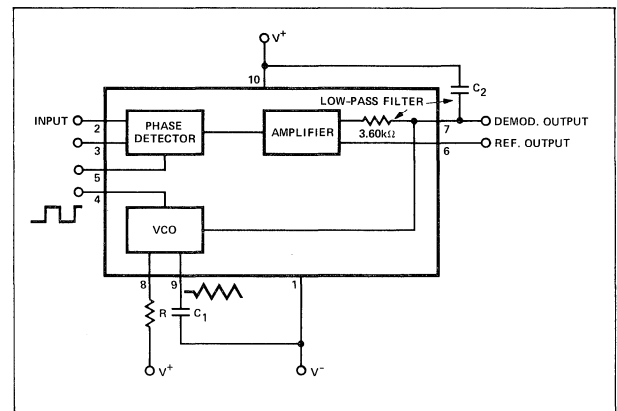 V+
10
C2
LOW-PASS FILTER
INPUT
2
PHASE DETECTOR
AMPLIFIER
3.60kΩ
7
DEMOD. OUTPUT
3
6
REF. OUTPUT
5
4
VCO
8
9
1
R
C1
V+
V-